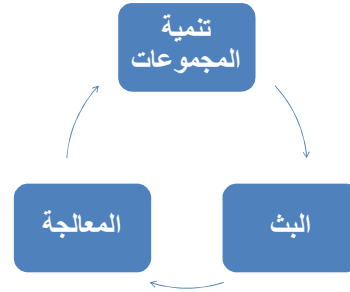 تنمية
المجموعات
البث
المعالجة